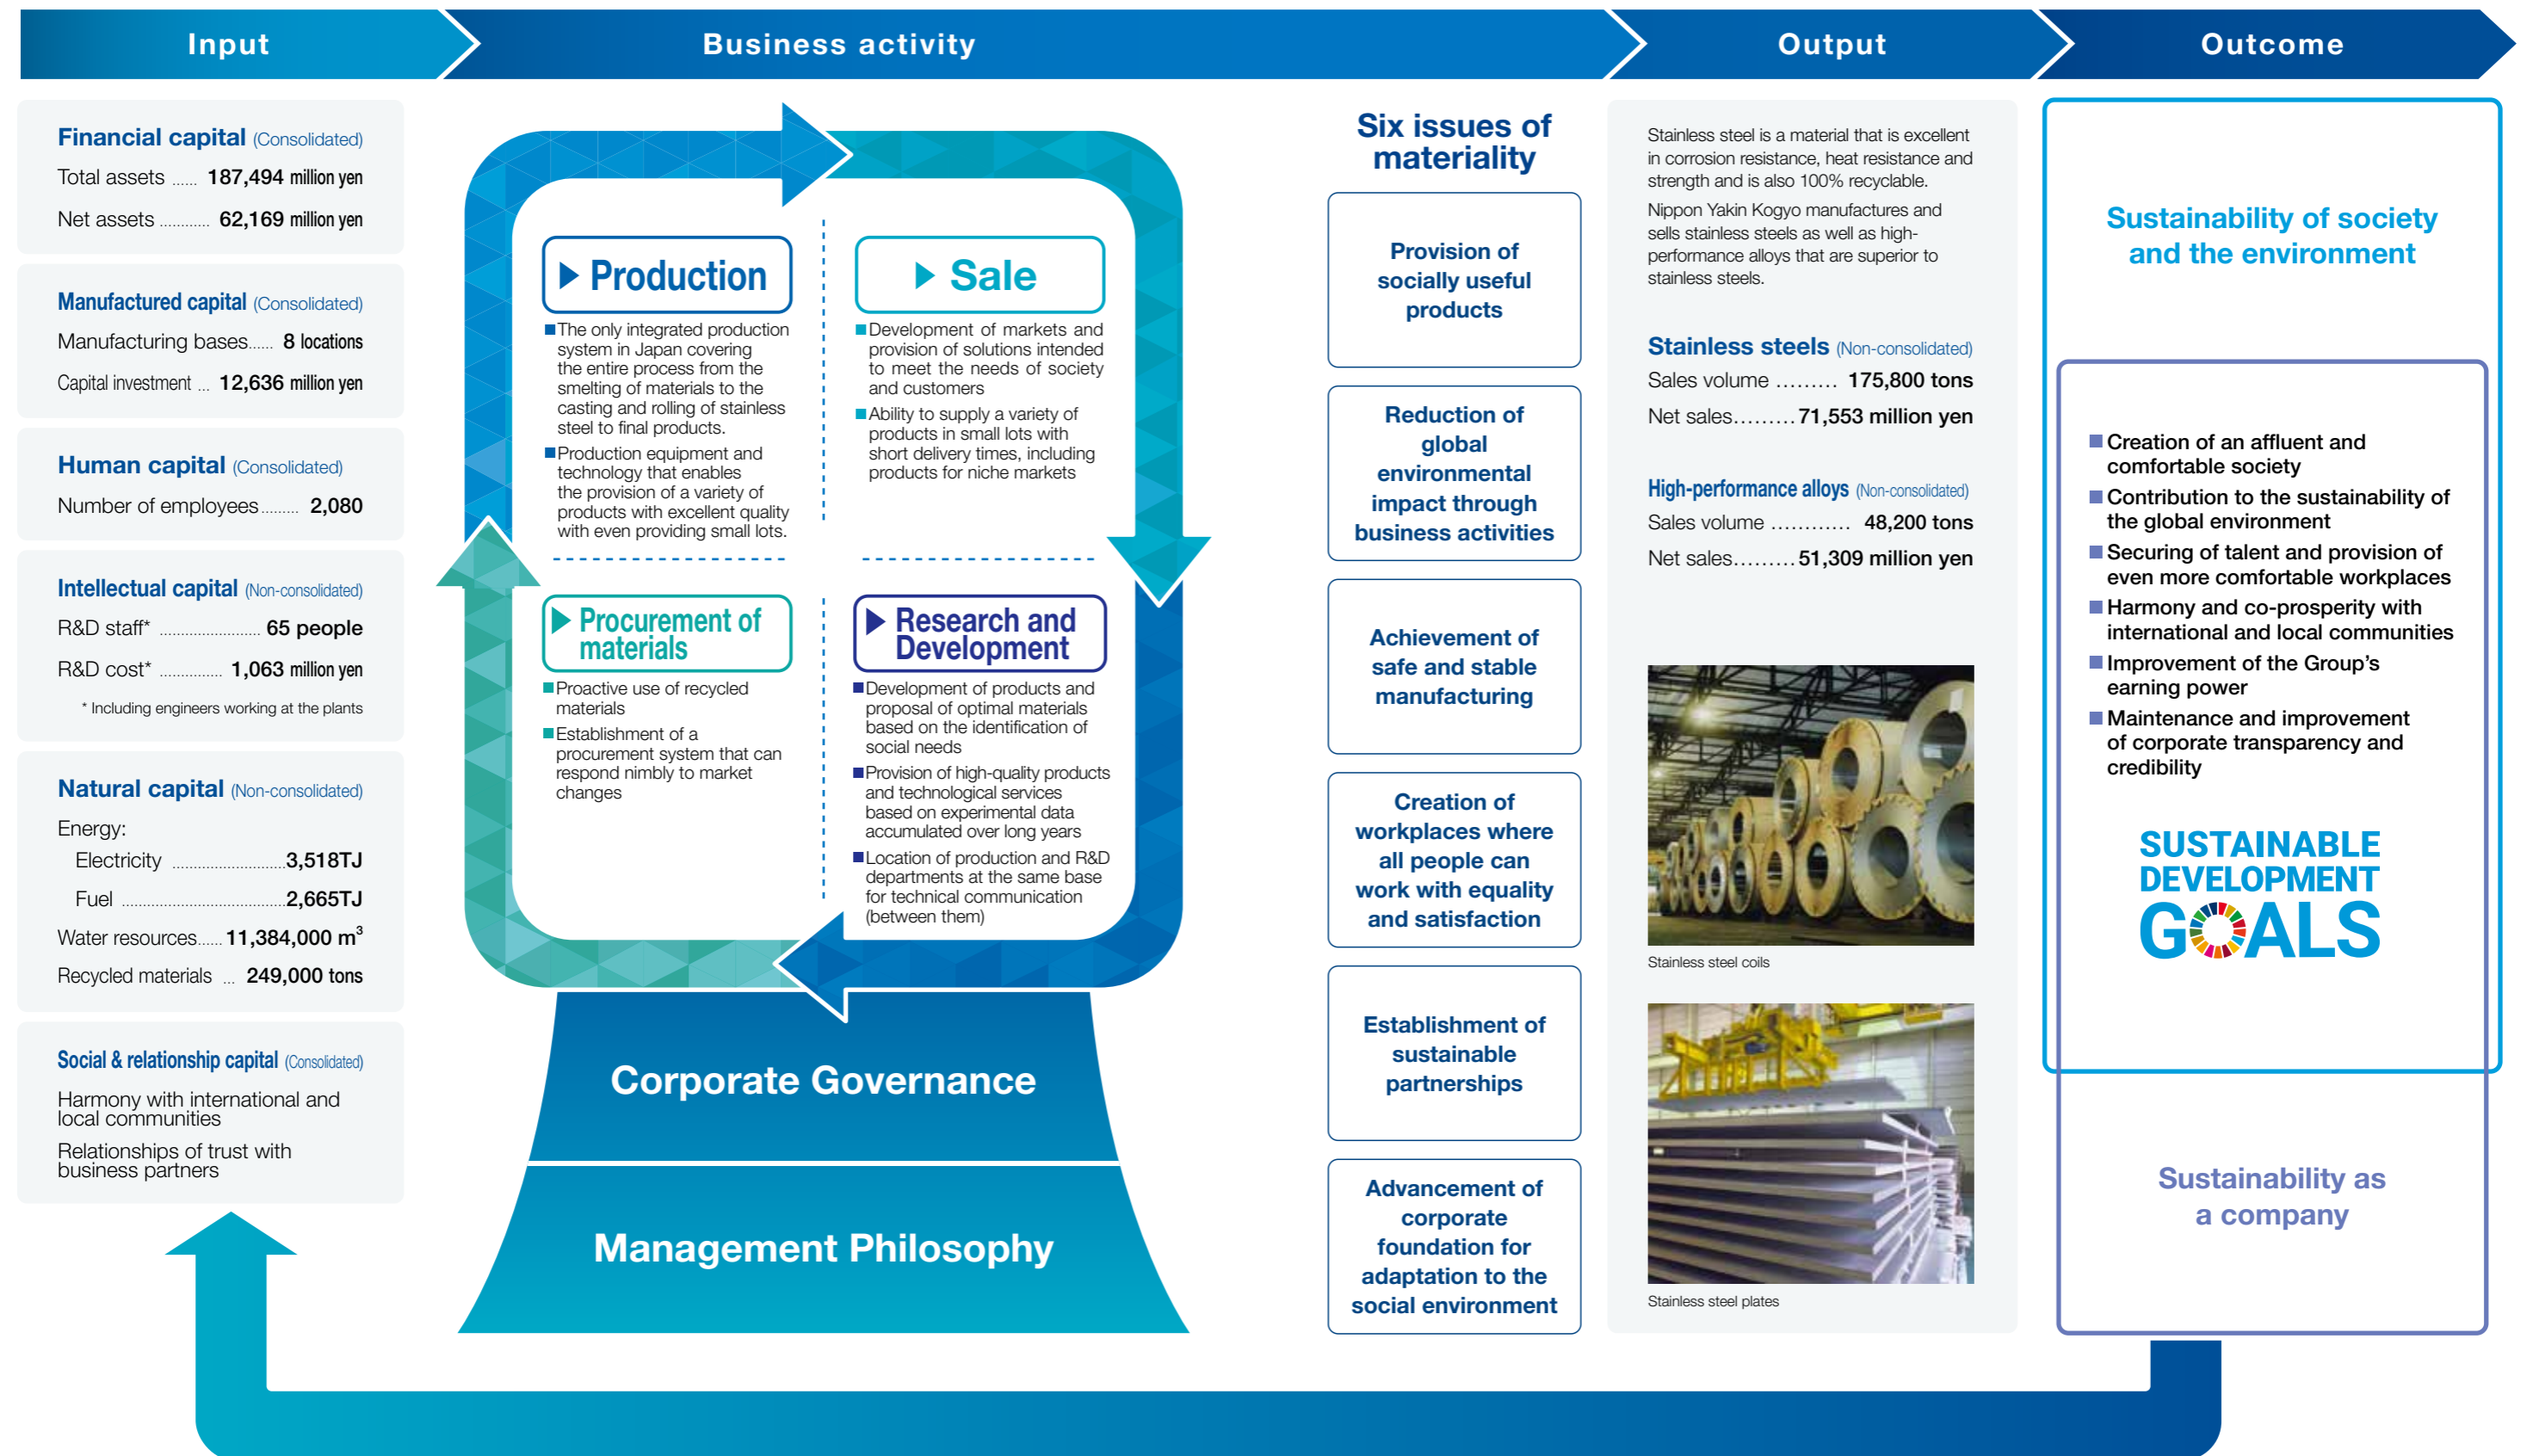 Input
Business activity
Output
Outcome
Financial capital (Consolidated)
Total assets ...... 187,494 million yen
Net assets ............ 62,169 million yen
Manufactured capital (Consolidated)
Manufacturing bases...... 8 locations
Capital investment ... 12,636 million yen
Human capital (Consolidated)
Number of employees......... 2,080
Intellectual capital (Non-consolidated)
R&D staff* ........................ 65 people
R&D cost* ............... 1,063 million yen
* Including engineers working at the plants
Natural capital (Non-consolidated)
Energy:
Electricity ...........................3,518TJ
Fuel .......................................2,665TJ
Water resources...... 11,384,000 m³
Recycled materials ... 249,000 tons
Social & relationship capital (Consolidated)
Harmony with international and
local communities
Relationships of trust with
business partners
Production
■The only integrated production
system in Japan covering
the entire process from the
smelting of materials to the
casting and rolling of stainless
steel to final products.
■Production equipment and
technology that enables
the provision of a variety of
products with excellent quality
with even providing small lots.
Sale
■Development of markets and
provision of solutions intended
to meet the needs of society
and customers
■Ability to supply a variety of
products in small lots with
short delivery times, including
products for niche markets
Procurement of
materials
■Proactive use of recycled
materials
■Establishment of a
procurement system that can
respond nimbly to market
changes
Research and
Development
■Development of products and
proposal of optimal materials
based on the identification of
social needs
■Provision of high-quality products
and technological services
based on experimental data
accumulated over long years
■Location of production and R&D
departments at the same base
for technical communication
(between them)
Corporate Governance
Management Philosophy
Six issues of
materiality
Provision of
socially useful
products
Reduction of
global
environmental
impact through
business activities
Achievement of
safe and stable
manufacturing
Creation of
workplaces where
all people can
work with equality
and satisfaction
Establishment of
sustainable
partnerships
Advancement of
corporate
foundation for
adaptation to the
social environment
Stainless steel is a material that is excellent
in corrosion resistance, heat resistance and
strength and is also 100% recyclable.
Nippon Yakin Kogyo manufactures and
sells stainless steels as well as high-
performance alloys that are superior to
stainless steels.
Stainless steels (Non-consolidated)
Sales volume ......... 175,800 tons
Net sales......... 71,553 million yen
High-performance alloys (Non-consolidated)
Sales volume ............ 48,200 tons
Net sales......... 51,309 million yen
Stainless steel coils
Stainless steel plates
Sustainability of society
and the environment
■ Creation of an affluent and
comfortable society
■ Contribution to the sustainability of
the global environment
■ Securing of talent and provision of
even more comfortable workplaces
■ Harmony and co-prosperity with
international and local communities
■ Improvement of the Group's
earning power
■ Maintenance and improvement
of corporate transparency and
credibility
SUSTAINABLE
DEVELOPMENT
GOALS
Sustainability as
a company